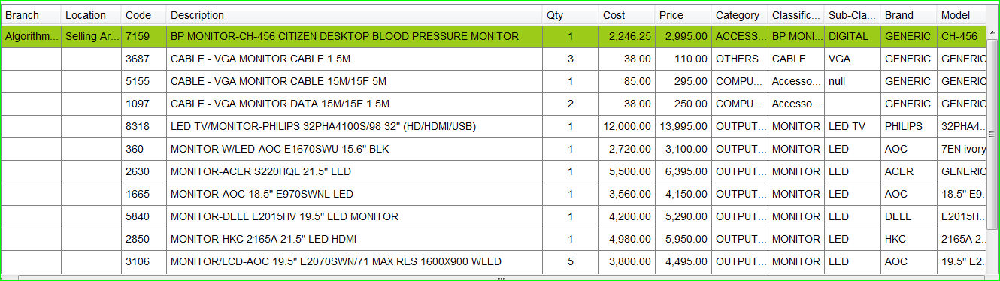 Branch Location Code Description Qty Cost Price Category Classific... Sub-Cla... Brand Model
Algorithm... Selling Ar... 7159 BP MONITOR-CH-456 CITIZEN DESKTOP BLOOD PRESSURE MONITOR 1 2,246.25 2,995.00 ACCESS... BP MONI... DIGITAL GENERIC CH-456
3687 CABLE - VGA MONITOR CABLE 1.5M 3 38.00 110.00 OTHERS CABLE VGA GENERIC GENERIC
5155 CABLE - VGA MONITOR CABLE 15M/15F 5M 1 85.00 295.00 COMPU... Accesso... null GENERIC GENERIC
1097 CABLE - VGA MONITOR DATA 15M/15F 1.5M 2 38.00 250.00 COMPU... Accesso... GENERIC GENERIC
8318 LED TV/MONITOR-PHILIPS 32PHA4100S/98 32" (HD/HDMI/USB) 1 12,000.00 13,995.00 OUTPUT... MONITOR LED TV PHILIPS 32PHA4...
360 MONITOR W/LED-AOC E1670SWU 15.6" BLK 1 2,720.00 3,100.00 OUTPUT... MONITOR LED AOC 7EN ivory
2630 MONITOR-ACER S220HQL 21.5" LED 1 5,500.00 6,395.00 OUTPUT... MONITOR LED ACER GENERIC
1665 MONITOR-AOC 18.5" E970SWNL LED 1 3,560.00 4,150.00 OUTPUT... MONITOR LED AOC 18.5" E9...
5840 MONITOR-DELL E2015HV 19.5" LED MONITOR 1 4,200.00 5,290.00 OUTPUT... MONITOR LED DELL E2015H...
2850 MONITOR-HKC 2165A 21.5" LED HDMI 1 4,980.00 5,950.00 OUTPUT... MONITOR LED HKC 2165A 2...
3106 MONITOR/LCD-AOC 19.5" E2070SWN/71 MAX RES 1600X900 WLED 5 3,800.00 4,495.00 OUTPUT... MONITOR LED AOC 19.5" E2...